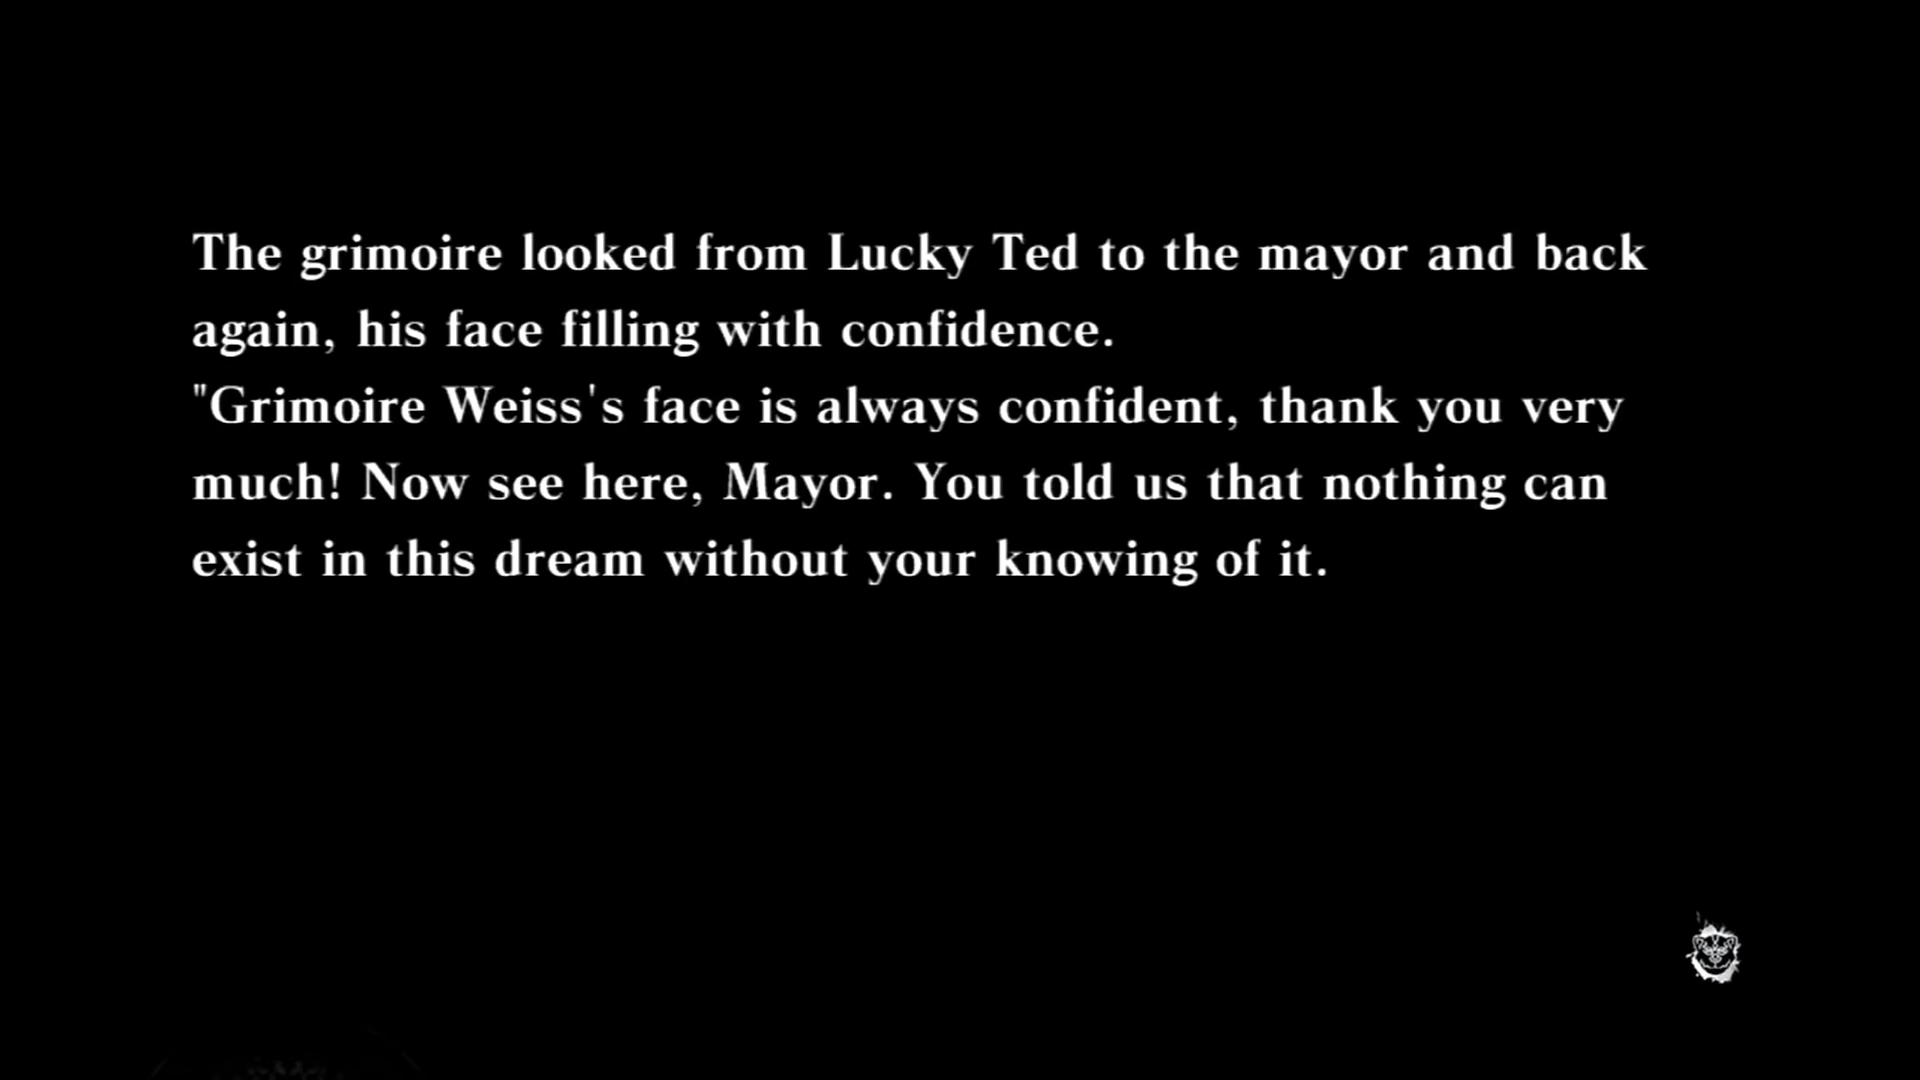 The grimoire looked from Lucky Ted to the mayor and back
again, his face filling with confidence.
"Grimoire Weiss's face is always confident, thank you very
much! Now see here, Mayor. You told us that nothing can
exist in this dream without your knowing of it.